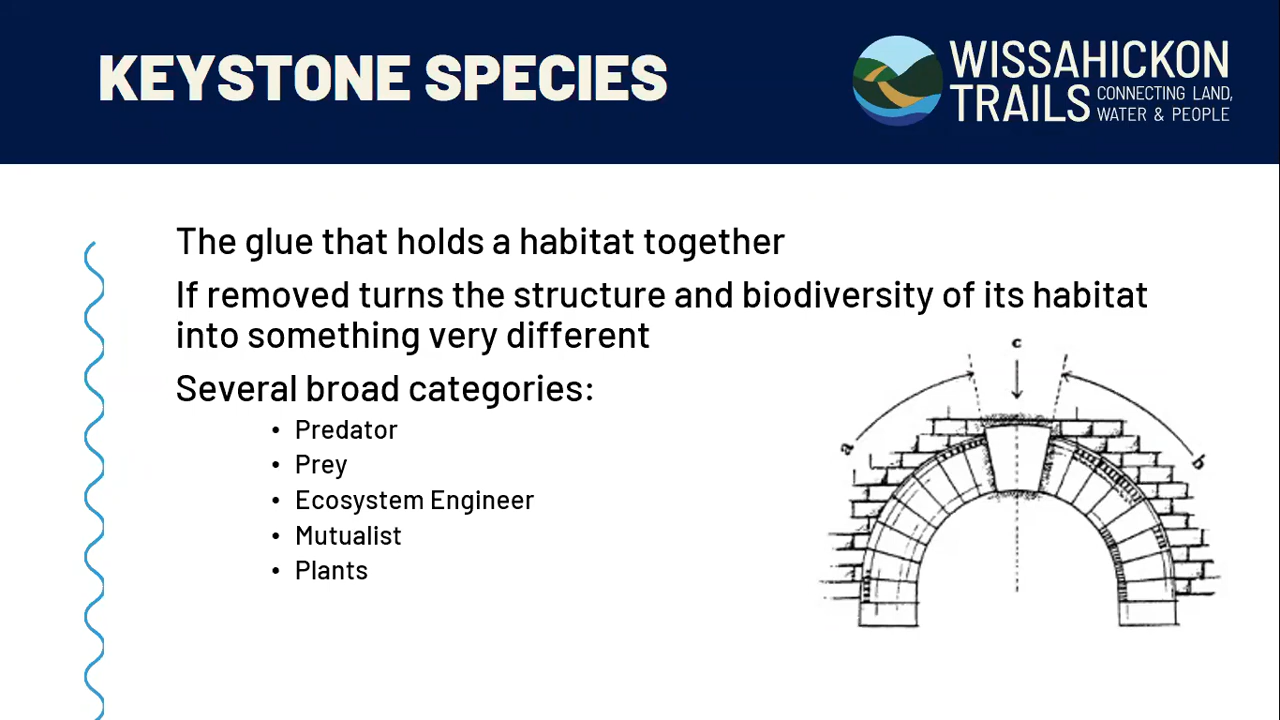 KEYSTONE SPECIES
WISSAHICKON
TRAILS
CONNECTING LAND,
WATER & PEOPLE
The glue that holds a habitat together
If removed turns the structure and biodiversity of its habitat
into something very different
Several broad categories:
• Predator
• Prey
• Ecosystem Engineer
• Mutualist
• Plants
c
a
b